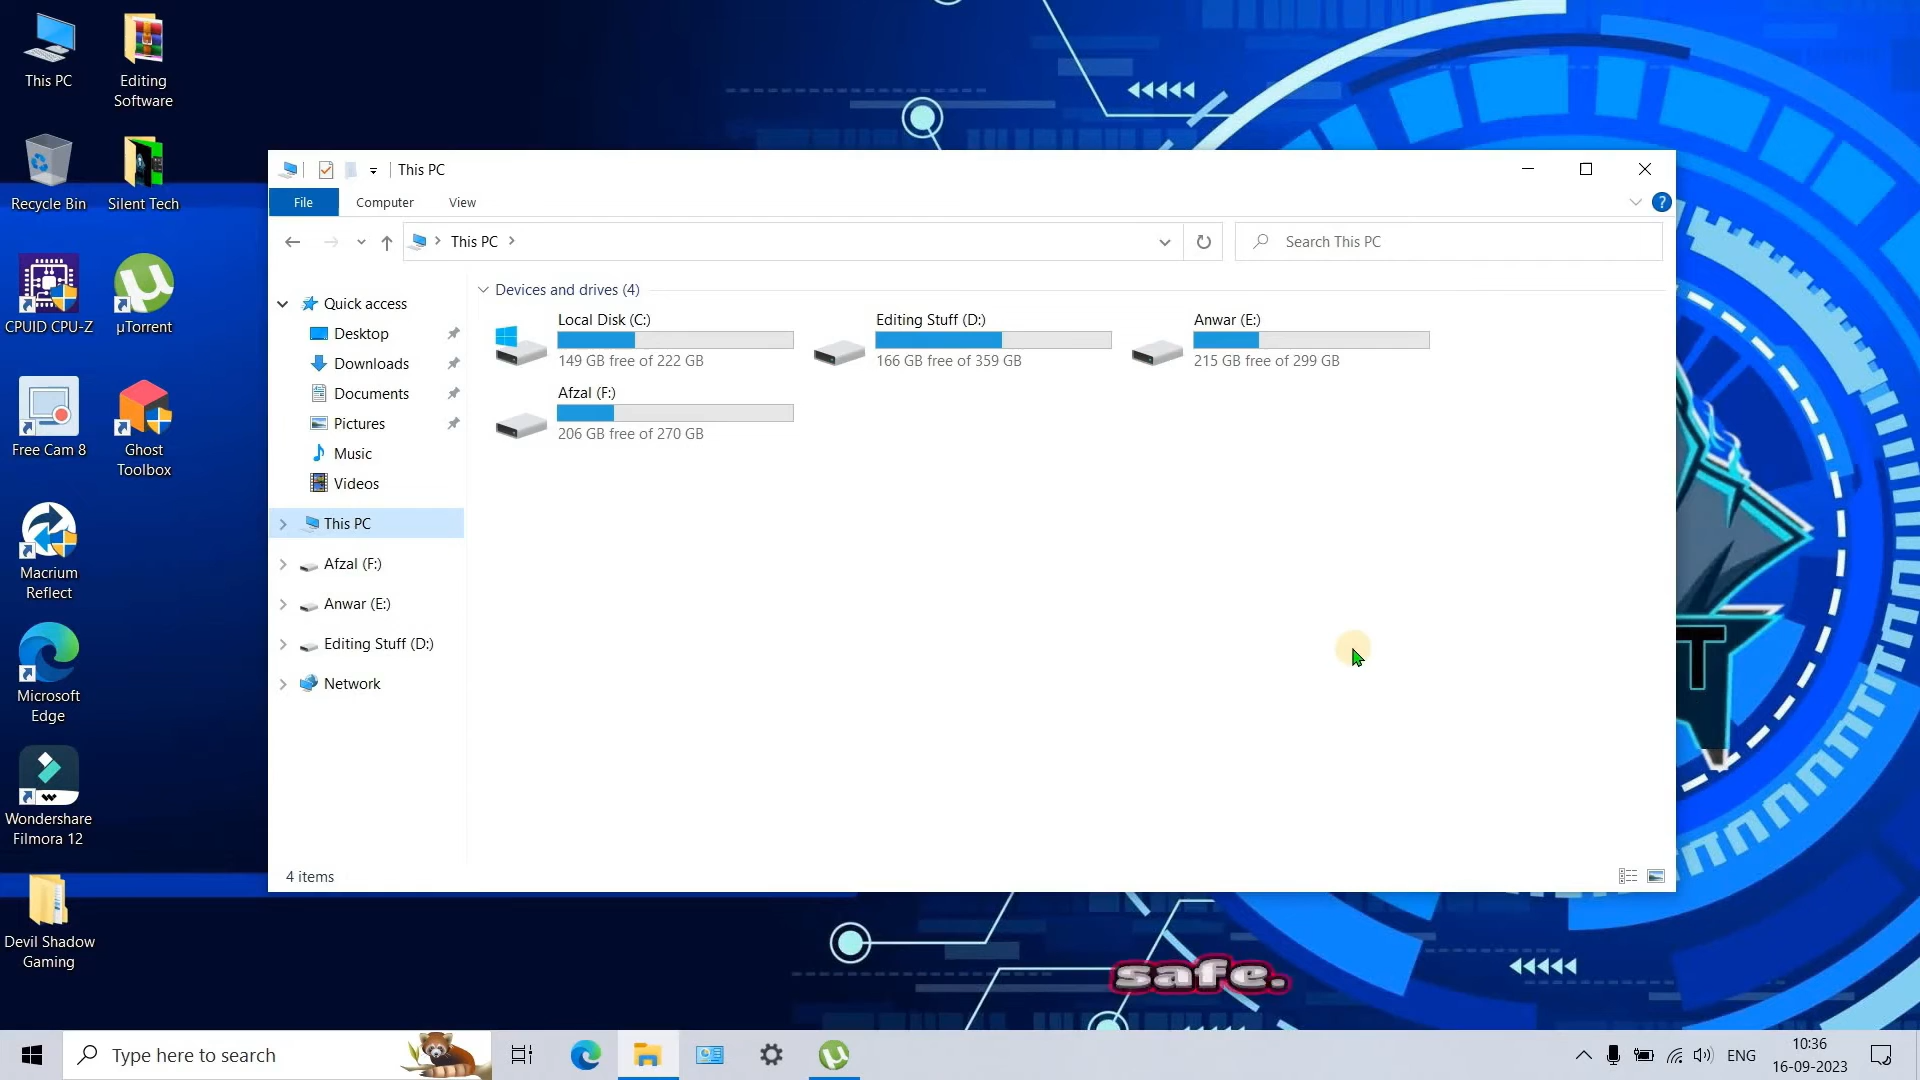 This PC
Editing
Software
Recycle Bin
Silent Tech
CPUID CPU-Z
µTorrent
Free Cam 8
Ghost
Toolbox
Macrium
Reflect
Microsoft
Edge
Wondershare
Filmora 12
Devil Shadow
Gaming
This PC
File
Computer
View
This PC
Search This PC
Quick access
Desktop
Downloads
Documents
Pictures
Music
Videos
This PC
Afzal (F:)
Anwar (E:)
Editing Stuff (D:)
Network
Devices and drives (4)
Local Disk (C:)
149 GB free of 222 GB
Editing Stuff (D:)
166 GB free of 359 GB
Anwar (E:)
215 GB free of 299 GB
Afzal (F:)
206 GB free of 270 GB
4 items
safe.
Type here to search
ENG
10:36
16-09-2023